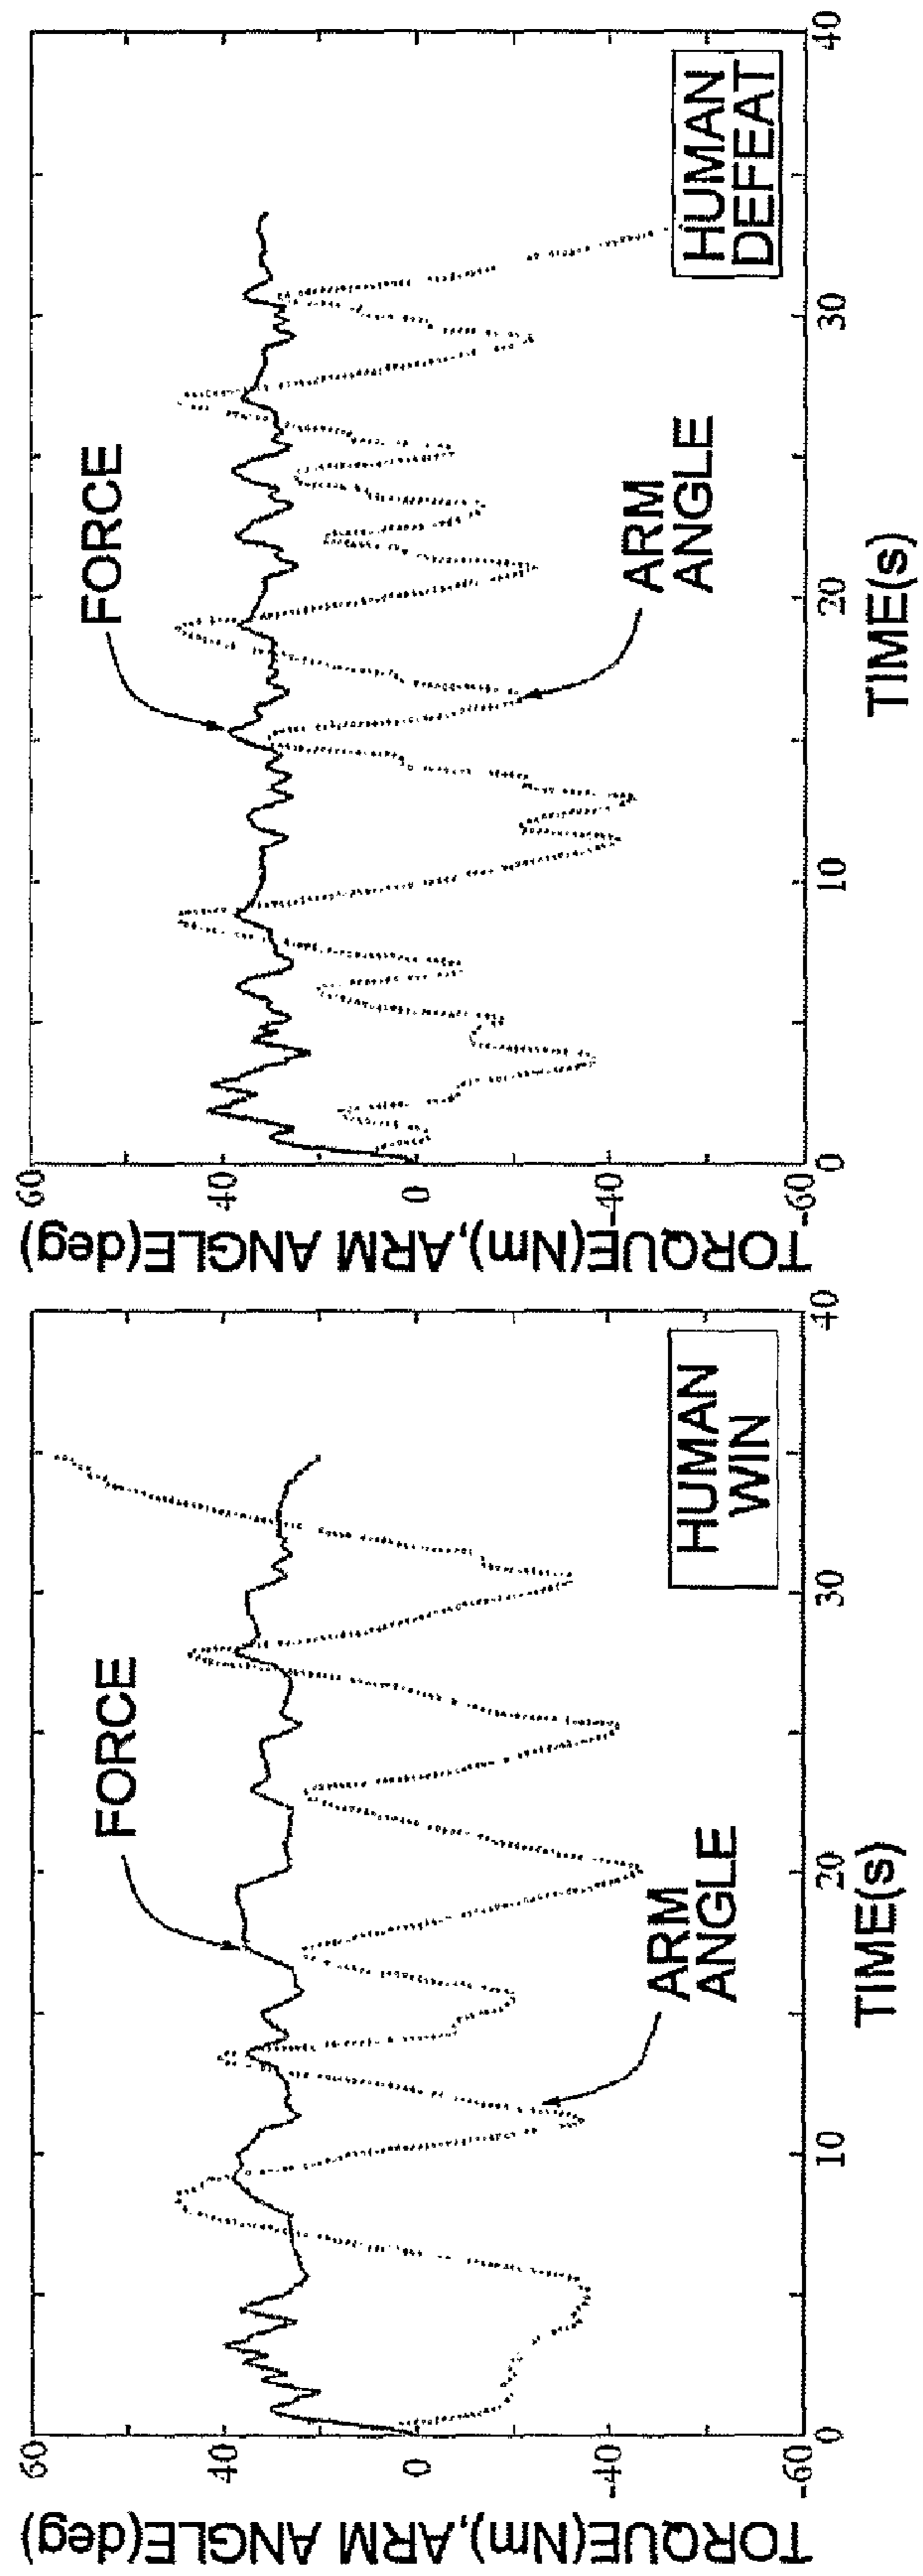 TORQUE(Nm),ARM ANGLE(deg)
60
40
0
-40
-60
0
10
20
30
40
TIME(s)
FORCE
ARM
ANGLE
HUMAN
WIN
TORQUE(Nm),ARM ANGLE(deg)
60
40
0
-40
-60
0
10
20
30
40
TIME(s)
FORCE
ARM
ANGLE
HUMAN
DEFEAT